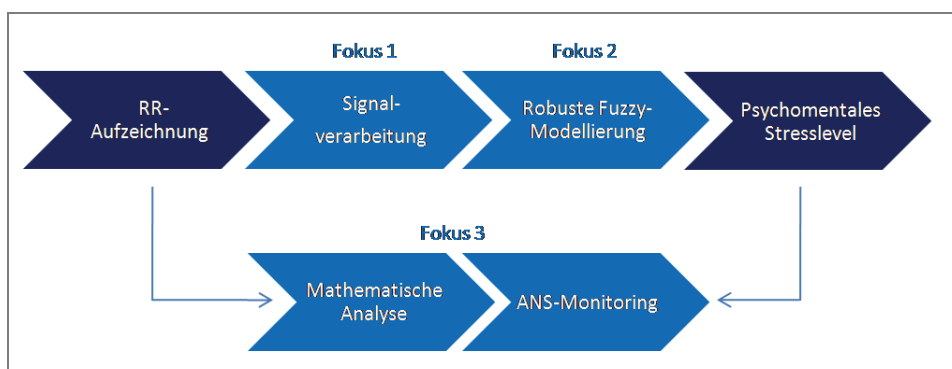 Fokus 1
Fokus 2
RR-
Aufzeichnung
Signal-
verarbeitung
Robuste Fuzzy-
Modellierung
Psychomentales
Stresslevel
Fokus 3
Mathematische
Analyse
ANS-Monitoring